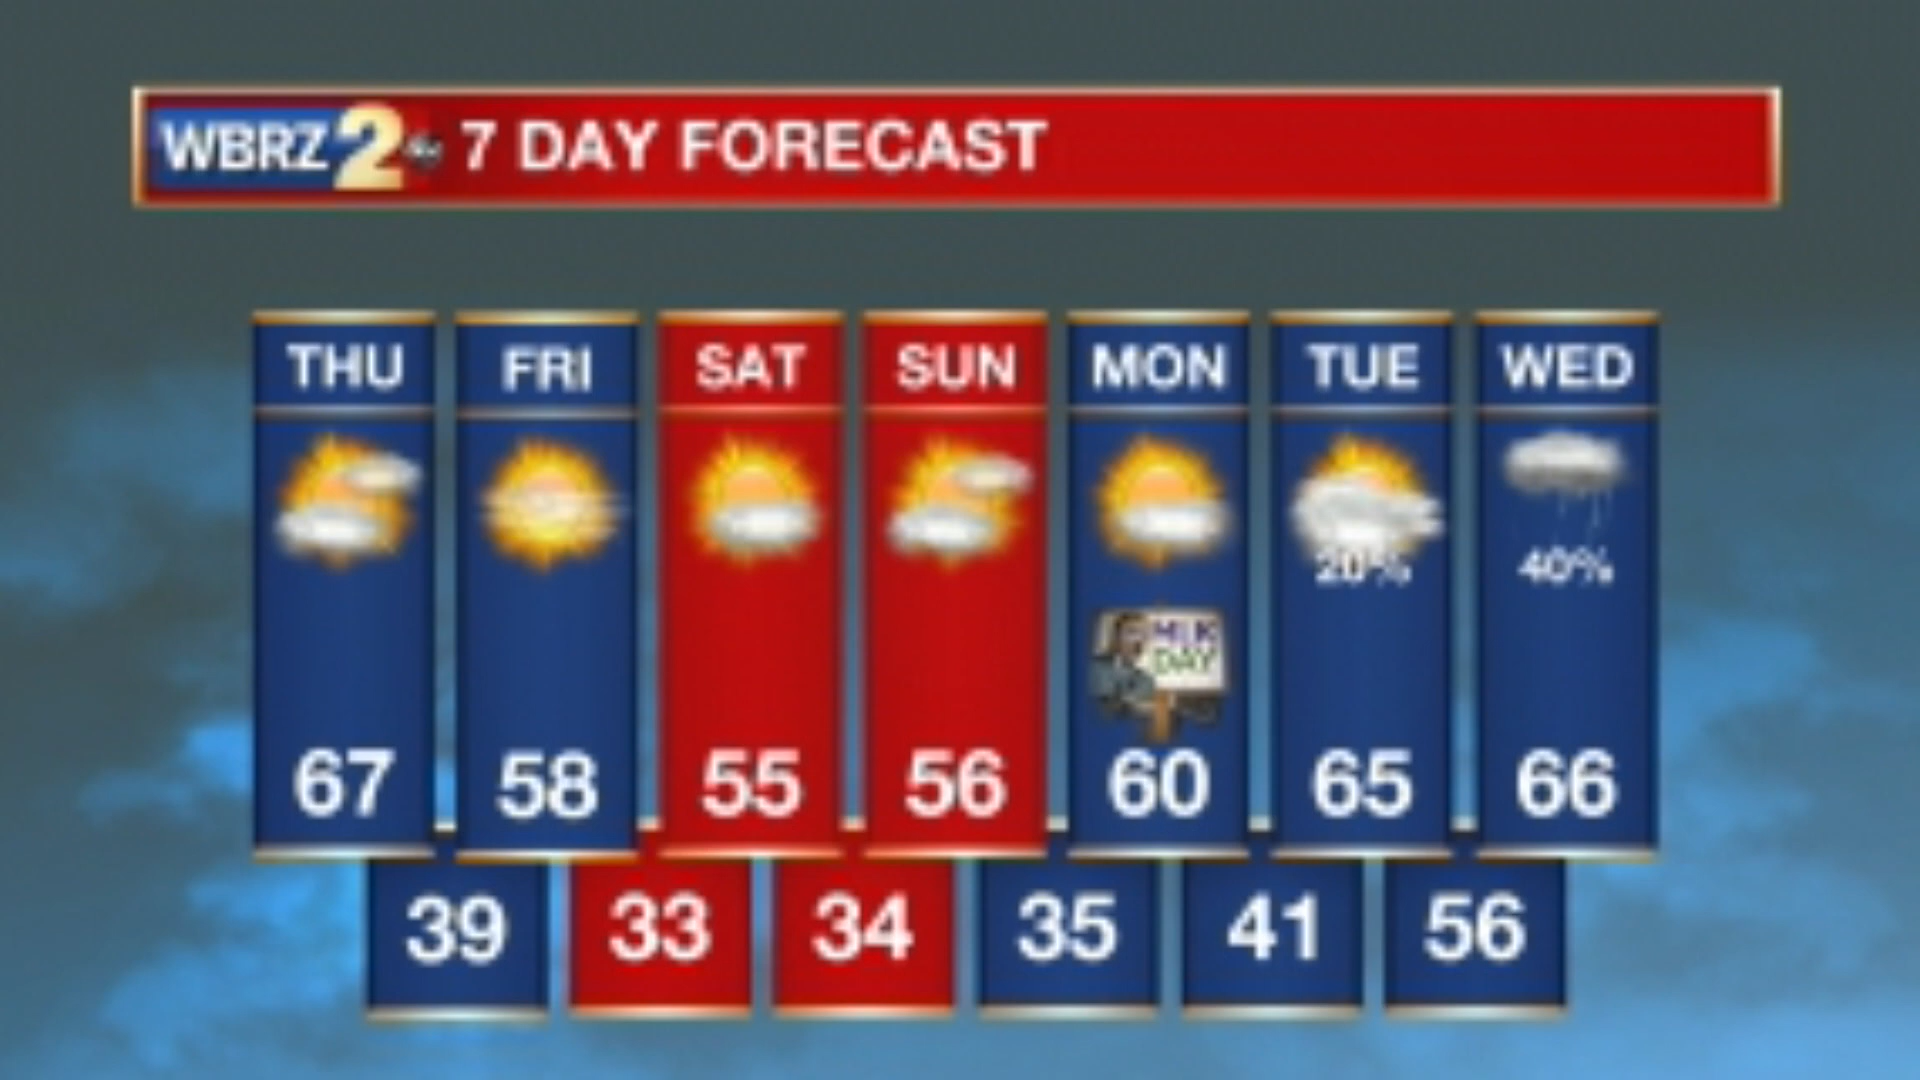 WBRZ 2 abc 7 DAY FORECAST
THU FRI SAT SUN MON TUE WED
20% 40%
MLK
DAY
67 58 55 56 60 65 66
39 33 34 35 41 56